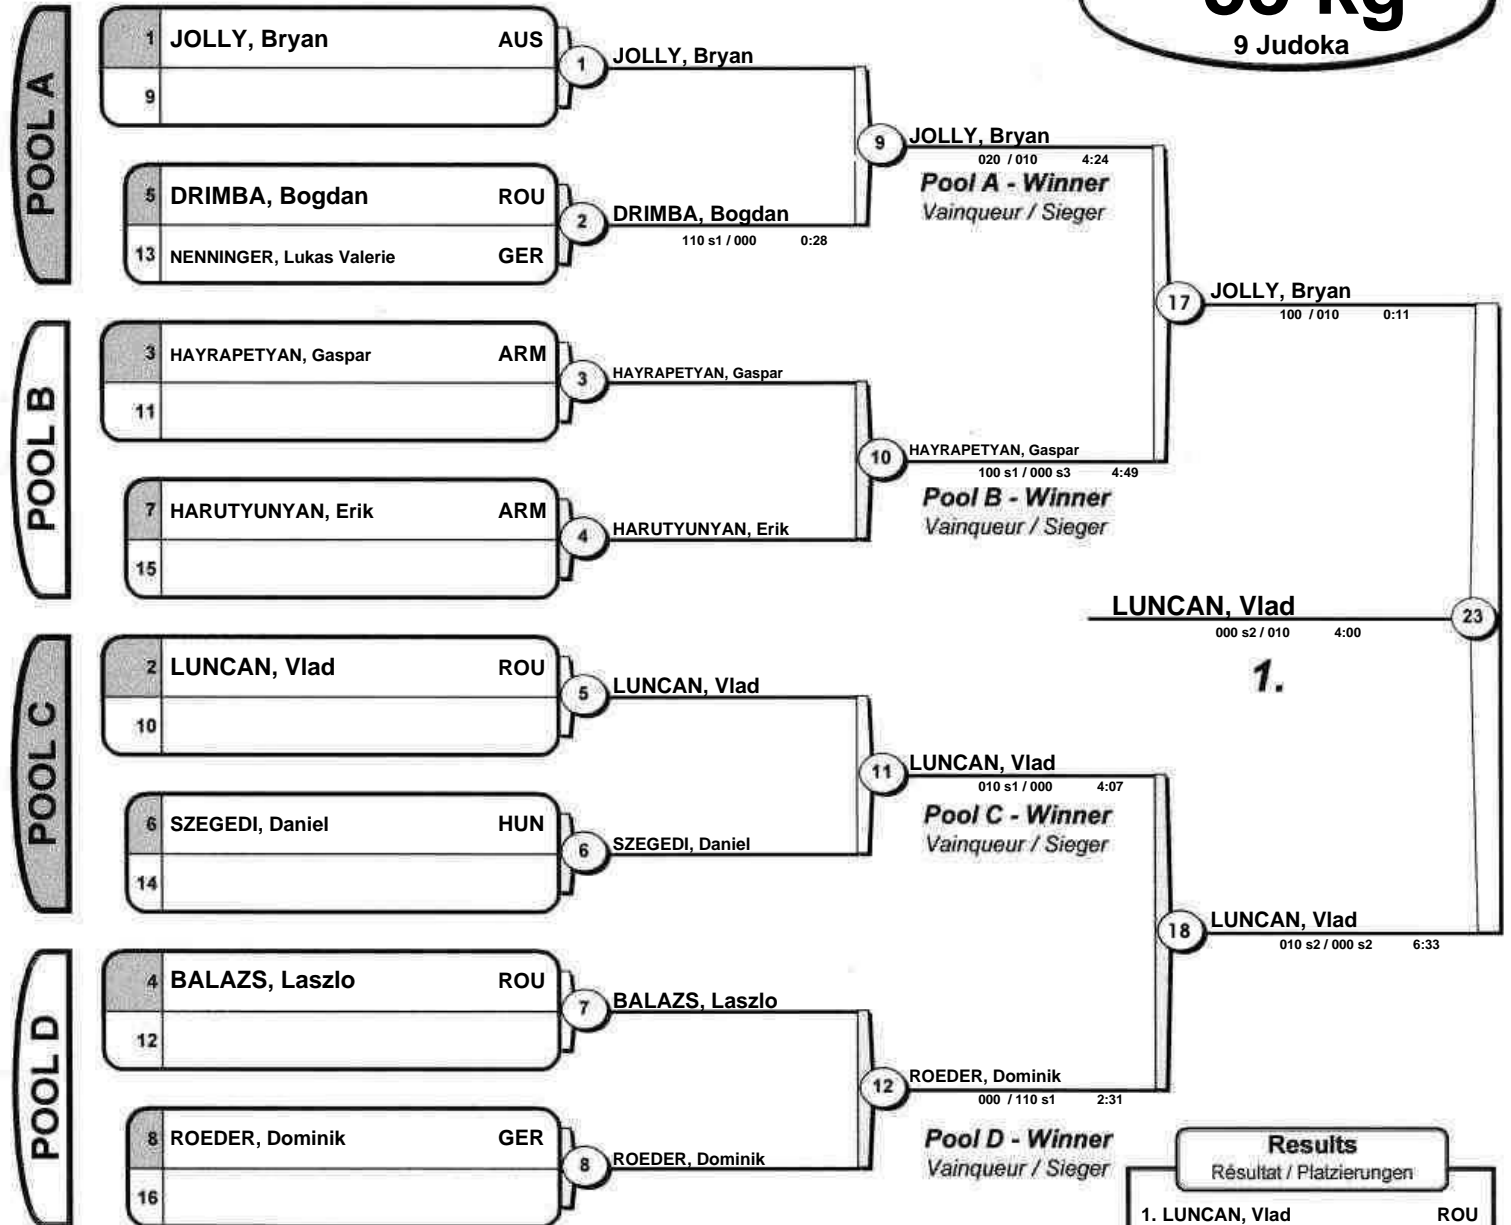 9 Judoka
POOL A
1 JOLLY, Bryan AUS
9
1
JOLLY, Bryan
5 DRIMBA, Bogdan ROU
13 NENNINGER, Lukas Valerie GER
2
DRIMBA, Bogdan
110 s1 / 000 0:28
9
JOLLY, Bryan
020 / 010 4:24
Pool A - Winner
Vainqueur / Sieger
POOL B
3 HAYRAPETYAN, Gaspar ARM
11
3
HAYRAPETYAN, Gaspar
7 HARUTYUNYAN, Erik ARM
15
4
HARUTYUNYAN, Erik
10
HAYRAPETYAN, Gaspar
100 s1 / 000 s3 4:49
Pool B - Winner
Vainqueur / Sieger
17
JOLLY, Bryan
100 / 010 0:11
POOL C
2 LUNCAN, Vlad ROU
10
5
LUNCAN, Vlad
6 SZEGEDI, Daniel HUN
14
6
SZEGEDI, Daniel
11
LUNCAN, Vlad
010 s1 / 000 4:07
Pool C - Winner
Vainqueur / Sieger
POOL D
4 BALAZS, Laszlo ROU
12
7
BALAZS, Laszlo
8 ROEDER, Dominik GER
16
8
ROEDER, Dominik
12
ROEDER, Dominik
000 / 110 s1 2:31
Pool D - Winner
Vainqueur / Sieger
18
LUNCAN, Vlad
010 s2 / 000 s2 6:33
23
LUNCAN, Vlad
000 s2 / 010 4:00
1.
Results
Résultat / Platzierungen
1. LUNCAN, Vlad ROU